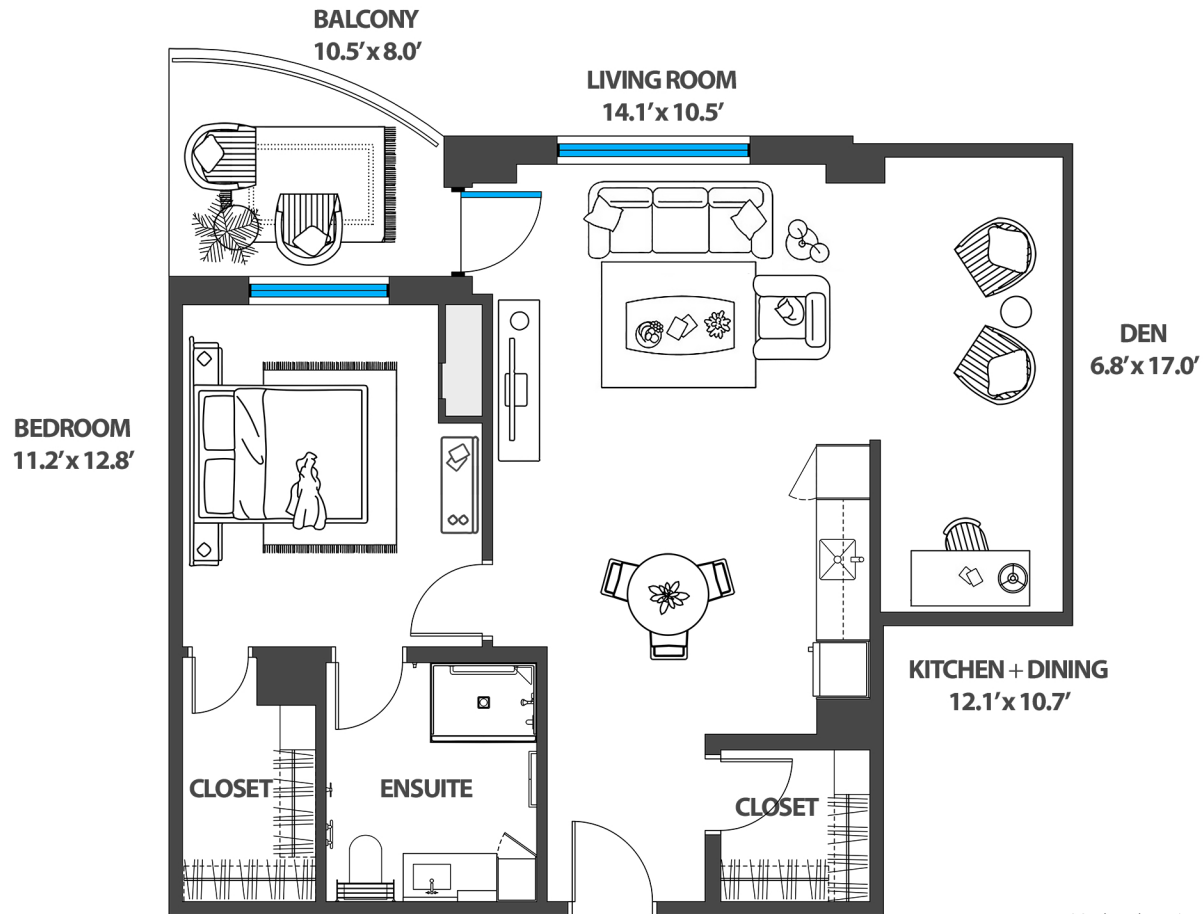 BALCONY
10.5’ x 8.0’
LIVING ROOM
14.1’ x 10.5’
DEN
6.8’ x 17.0’
BEDROOM
11.2’ x 12.8’
KITCHEN + DINING
12.1’ x 10.7’
CLOSET
ENSUITE
CLOSET